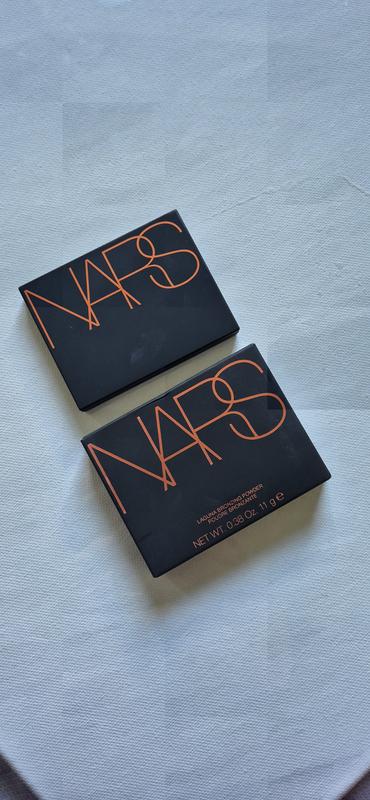 NARS
NARS
LAGUNA BRONZING POWDER
POUDRE BRONZANTE
NET WT. 0.38 Oz. 11 g ℮